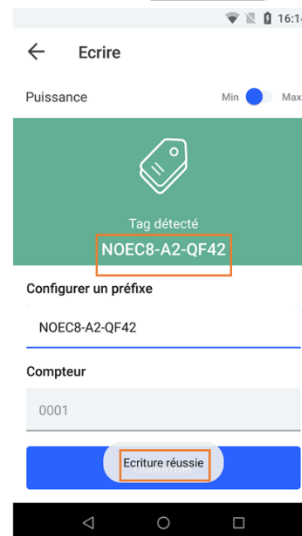 16:14
Ecrire
Puissance Min Max
Tag détecté
NOEC8-A2-QF42
Configurer un préfixe
NOEC8-A2-QF42
Compteur
0001
Ecriture réussie